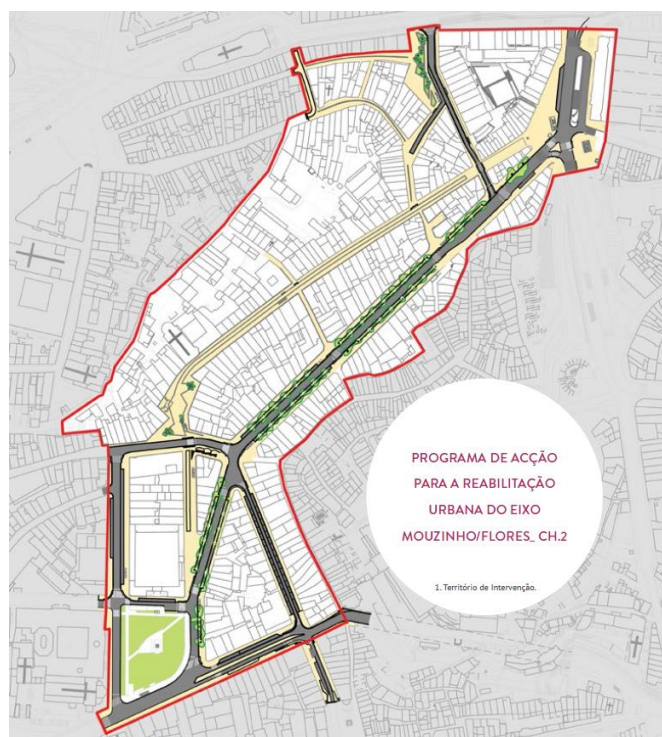 PROGRAMA DE ACÇÃO
PARA A REABILITAÇÃO
URBANA DO EIXO
MOUZINHO/FLORES_ CH.2
1. Território de Intervenção.